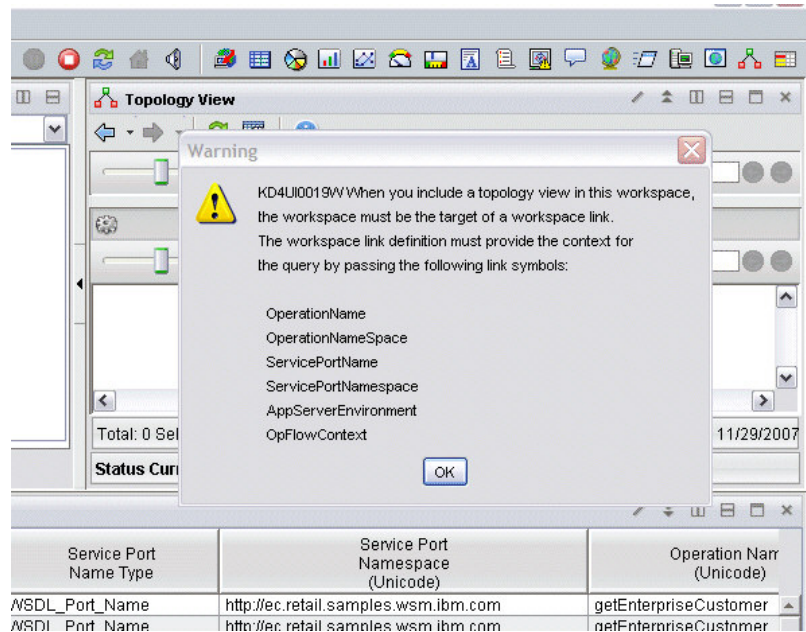 Topology View
Warning
KD4UI0019W When you include a topology view in this workspace,
the workspace must be the target of a workspace link.
The workspace link definition must provide the context for
the query by passing the following link symbols:
OperationName
OperationNameSpace
ServicePortName
ServicePortNamespace
AppServerEnvironment
OpFlowContext
OK
Total: 0 Sel
11/29/2007
Status Curr
Service Port
Name Type
Service Port
Namespace
(Unicode)
Operation Nam
(Unicode)
WSDL_Port_Name
http://ec.retail.samples.wsm.ibm.com
getEnterpriseCustomer
WSDL_Port_Name
http://ec.retail.samples.wsm.ibm.com
getEnterpriseCustomer